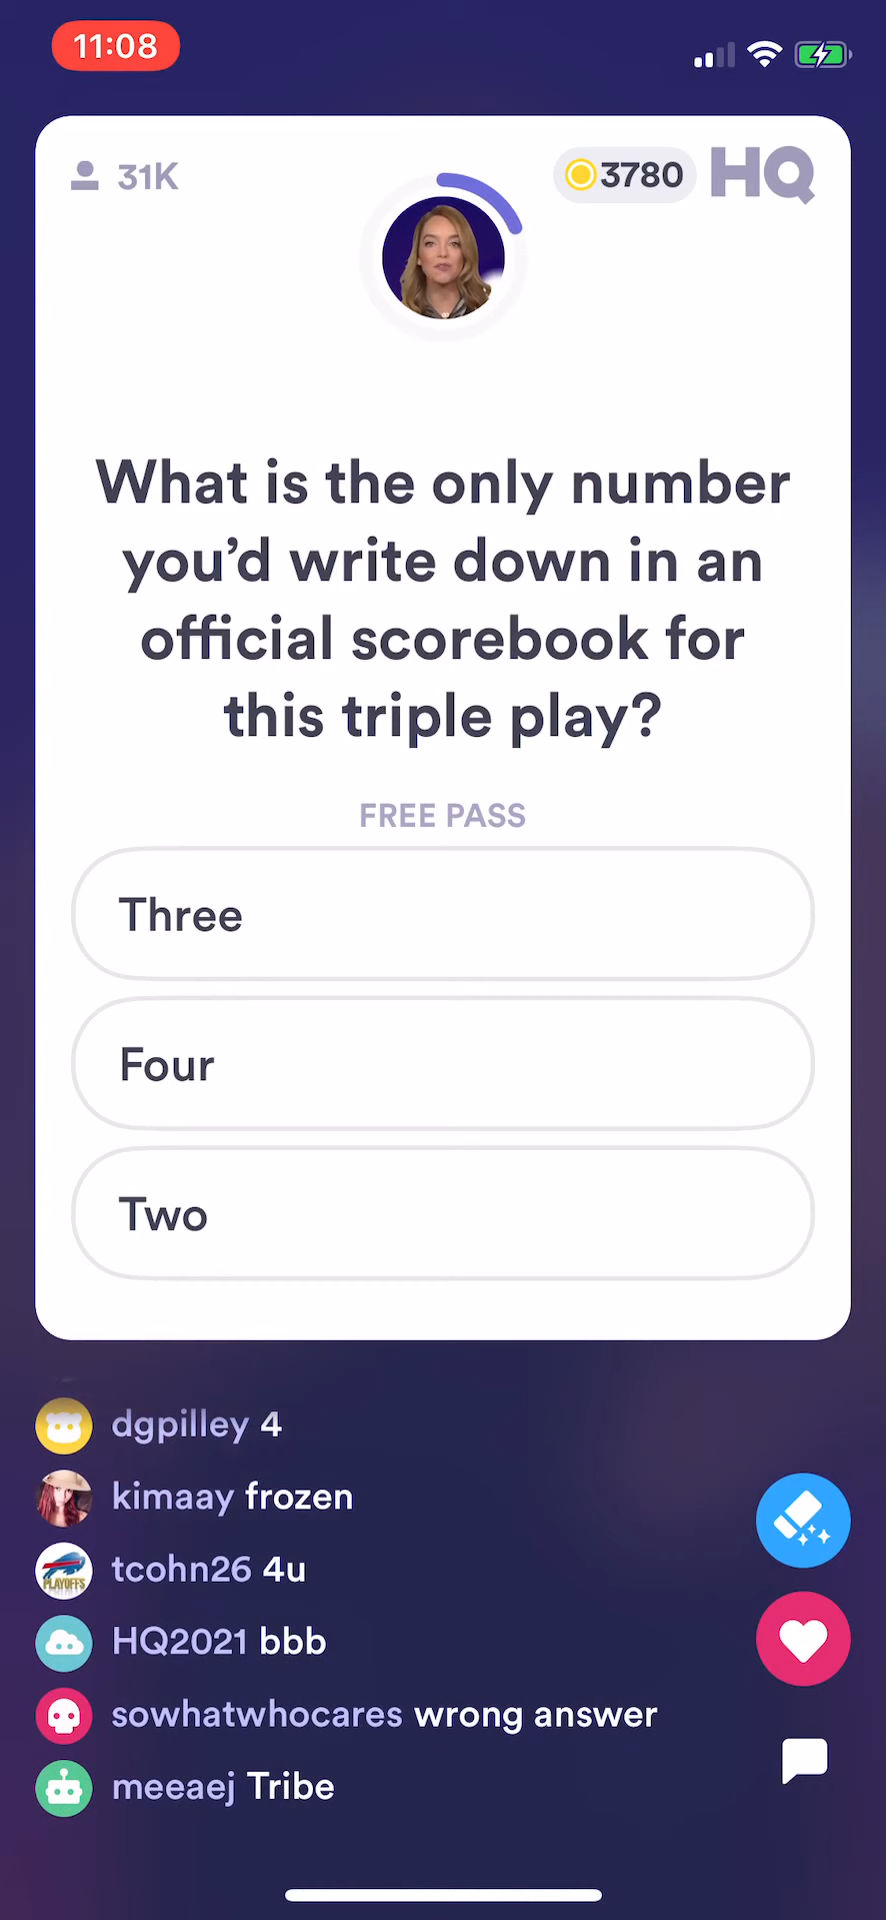 11:08
31K
3780
HQ
What is the only number
you’d write down in an
official scorebook for
this triple play?
FREE PASS
Three
Four
Two
dgpilley 4
kimaay frozen
PLAYOFFS
tcohn26 4u
HQ2021 bbb
sowhatwhocares wrong answer
meeaej Tribe